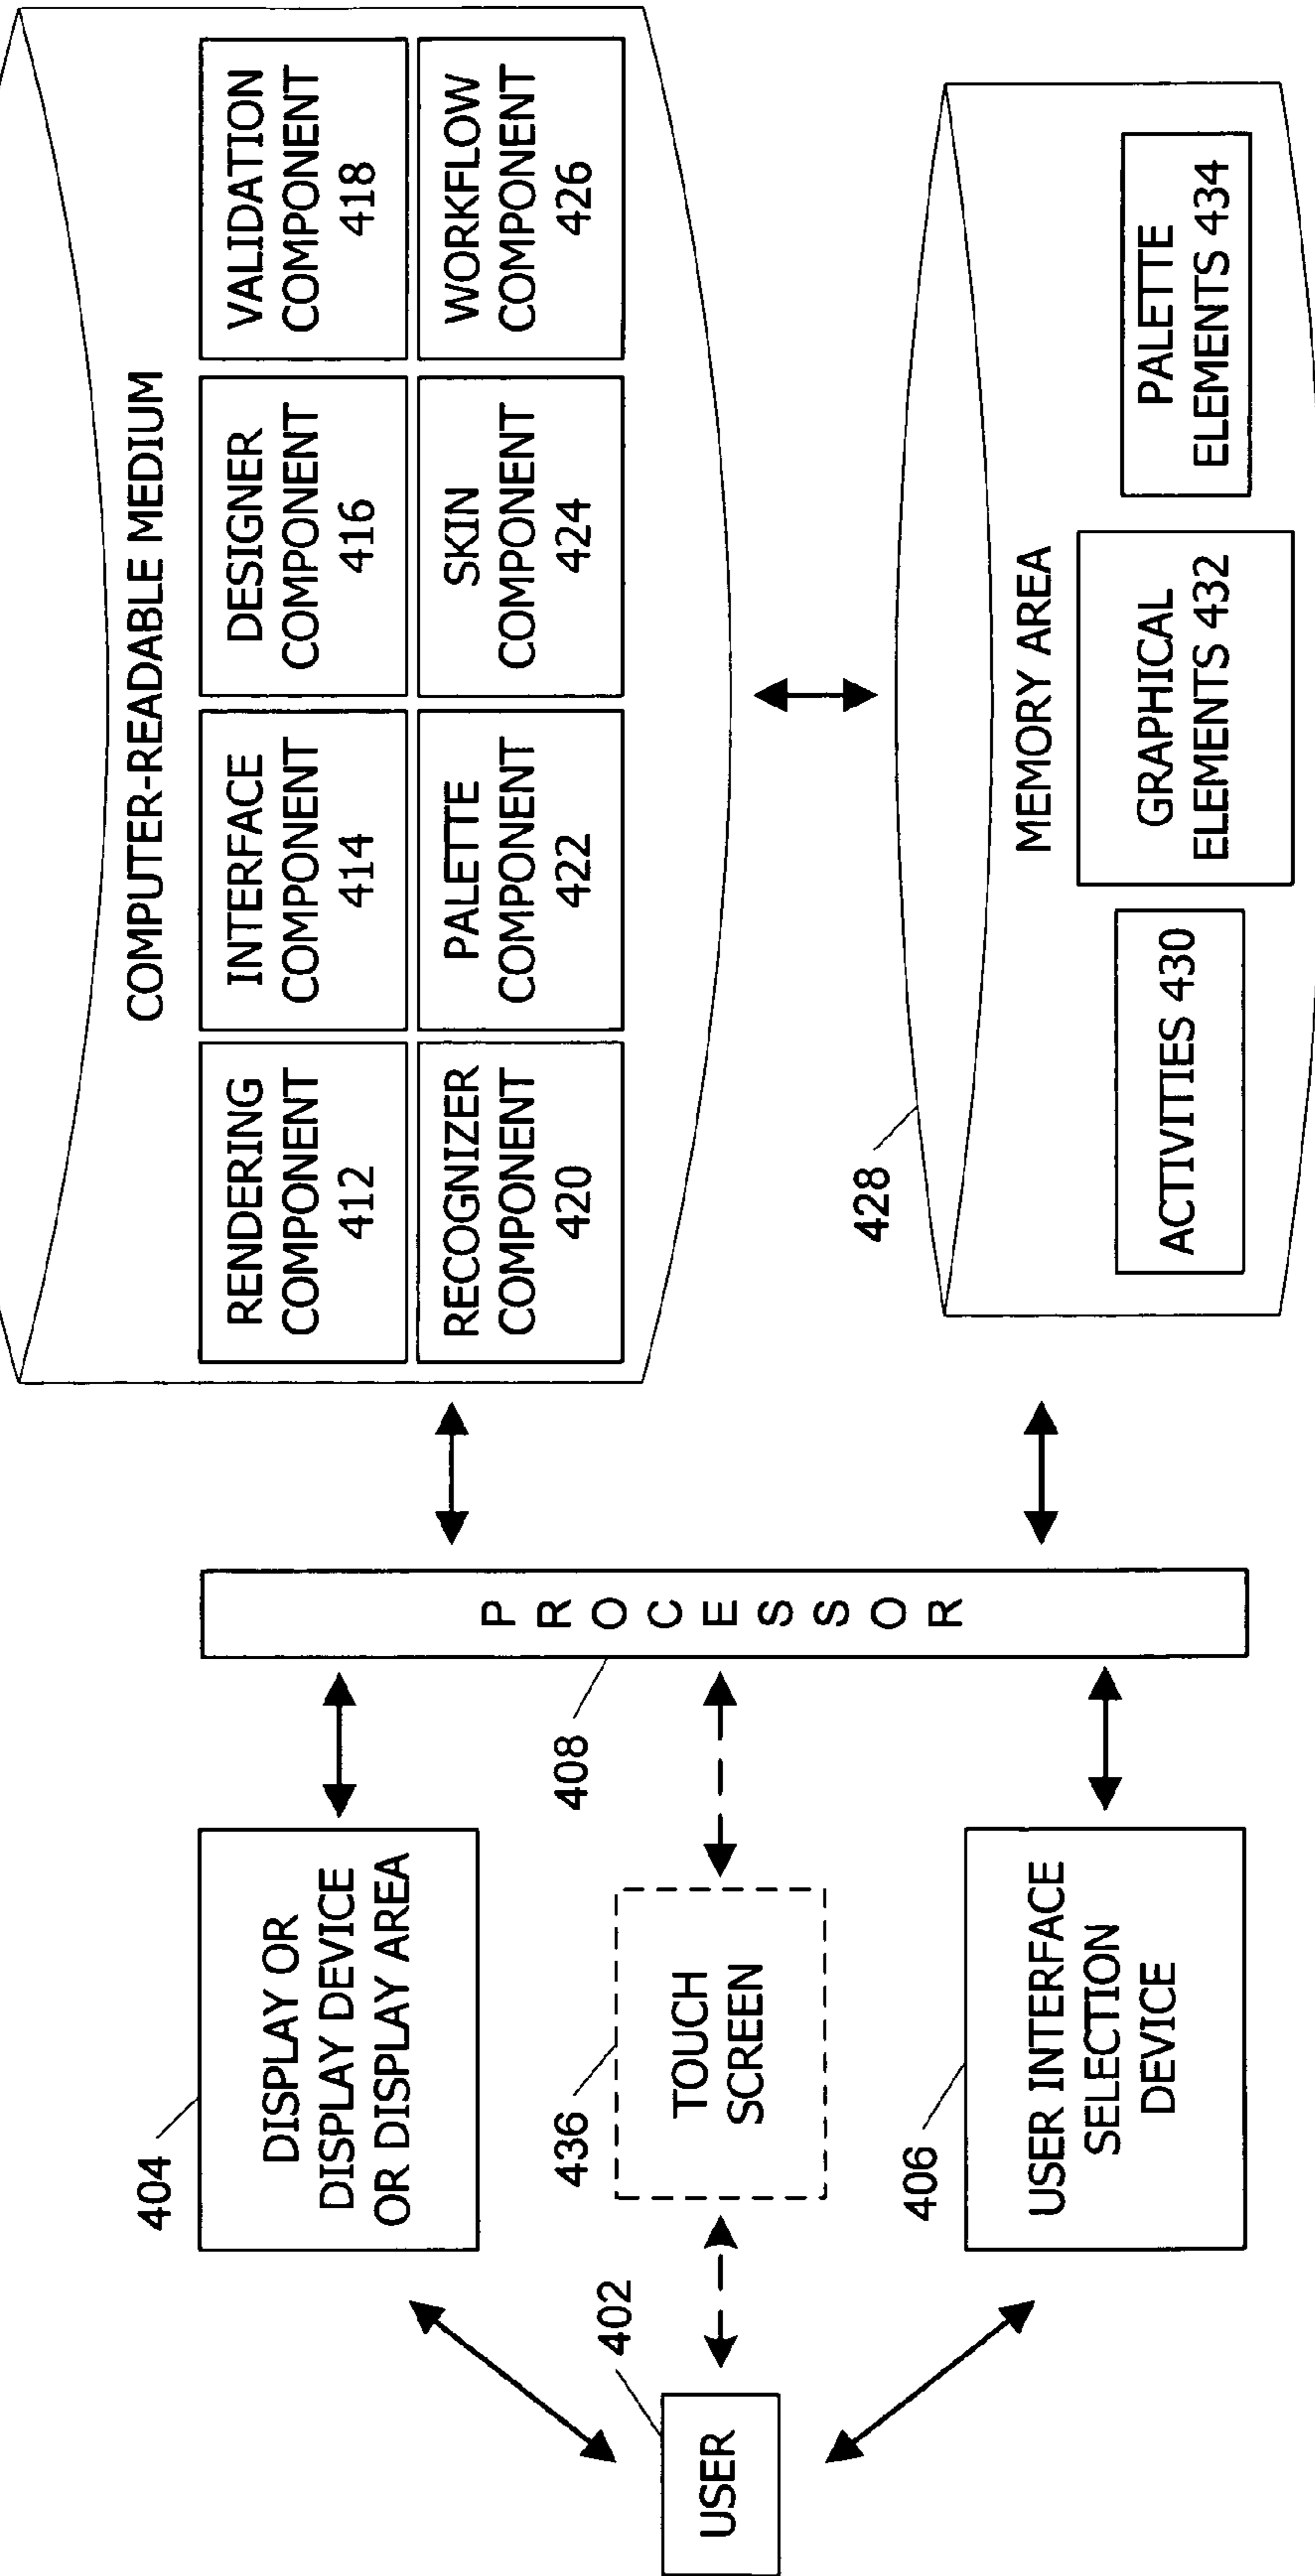 COMPUTER-READABLE MEDIUM
RENDERING
COMPONENT
412
INTERFACE
COMPONENT
414
DESIGNER
COMPONENT
416
VALIDATION
COMPONENT
418
RECOGNIZER
COMPONENT
420
PALETTE
COMPONENT
422
SKIN
COMPONENT
424
WORKFLOW
COMPONENT
426
404
DISPLAY OR
DISPLAY DEVICE
OR DISPLAY AREA
402
USER
436
TOUCH
SCREEN
408
PROCESSOR
406
USER INTERFACE
SELECTION
DEVICE
428
MEMORY AREA
ACTIVITIES 430
GRAPHICAL
ELEMENTS 432
PALETTE
ELEMENTS 434